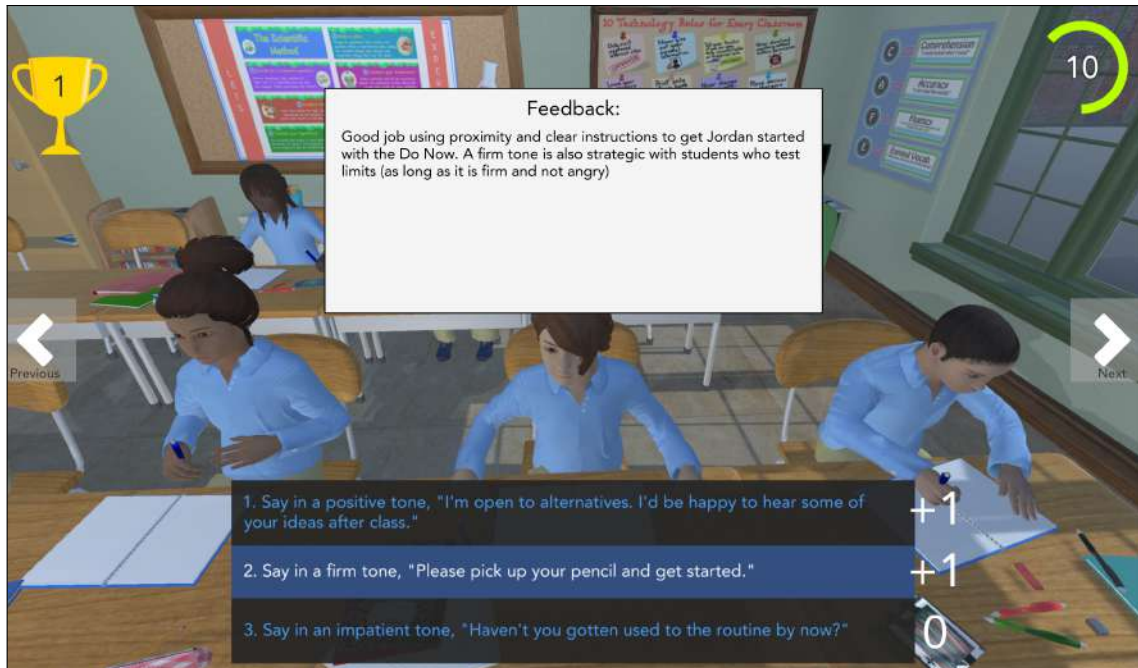 The Scientific
Method
10 Technology Rules for Every Classroom
1
10
Comprehension
Accuracy
Fluency
Expand Vocab
C
A
F
E
Feedback:
Good job using proximity and clear instructions to get Jordan started
with the Do Now. A firm tone is also strategic with students who test
limits (as long as it is firm and not angry)
Previous
Next
1. Say in a positive tone, "I'm open to alternatives. I'd be happy to hear some of
your ideas after class."
+1
2. Say in a firm tone, "Please pick up your pencil and get started."
+1
3. Say in an impatient tone, "Haven't you gotten used to the routine by now?"
0